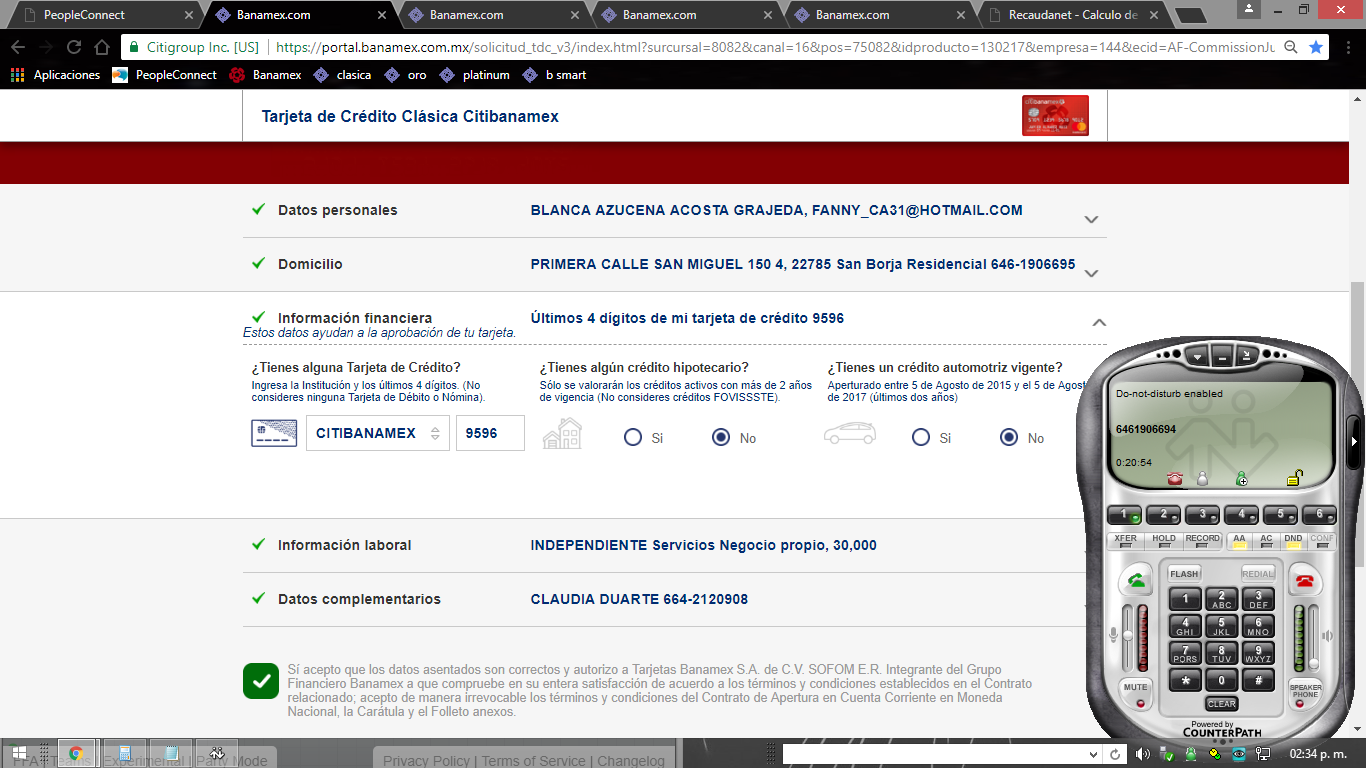 PeopleConnect
Banamex.com
Banamex.com
Banamex.com
Banamex.com
Recaudanet - Calculo de
Citigroup Inc. [US]
https://portal.banamex.com.mx/solicitud_tdc_v3/index.html?surcursal=8082&canal=16&pos=75082&idproducto=130217&empresa=144&ecid=AF-CommissionJu
Aplicaciones
PeopleConnect
Banamex
clasica
oro
platinum
b smart
Tarjeta de Crédito Clásica Citibanamex
Datos personales
BLANCA AZUCENA ACOSTA GRAJEDA, FANNY_CA31@HOTMAIL.COM
Domicilio
PRIMERA CALLE SAN MIGUEL 150 4, 22785 San Borja Residencial 646-1906695
Información financiera
Últimos 4 dígitos de mi tarjeta de crédito 9596
Estos datos ayudan a la aprobación de tu tarjeta.
¿Tienes alguna Tarjeta de Crédito?
Ingresa la Institución y los últimos 4 dígitos. (No
consideres ninguna Tarjeta de Débito o Nómina).
CITIBANAMEX
9596
¿Tienes algún crédito hipotecario?
Sólo se valorarán los créditos activos con más de 2 años
de vigencia (No consideres créditos FOVISSSTE).
Si
No
¿Tienes un crédito automotriz vigente?
Aperturado entre 5 de Agosto de 2015 y el 5 de Agost
de 2017 (últimos dos años)
Si
No
Información laboral
INDEPENDIENTE Servicios Negocio propio, 30,000
Datos complementarios
CLAUDIA DUARTE 664-2120908
Sí acepto que los datos asentados son correctos y autorizo a Tarjetas Banamex S.A. de C.V. SOFOM E.R. Integrante del Grupo
Financiero Banamex a que compruebe en su entera satisfacción de acuerdo a los términos y condiciones establecidos en el Contrato
relacionado; acepto de manera irrevocable los términos y condiciones del Contrato de Apertura en Cuenta Corriente en Moneda
Nacional, la Carátula y el Folleto anexos.
Do-not-disturb enabled
6461906694
0:20:54
1 2 3 4 5 6
XFER HOLD RECORD AA AC DND CONF
FLASH
REDIAL
1 2 ABC 3 DEF
4 GHI 5 JKL 6 MNO
7 PQRS 8 TUV 9 WXYZ
* 0 #
CLEAR
MUTE
SPEAKER
PHONE
Powered by
COUNTERPATH
Teams | Experimental | Party Mode
Privacy Policy | Terms of Service | Changelog
02:34 p. m.